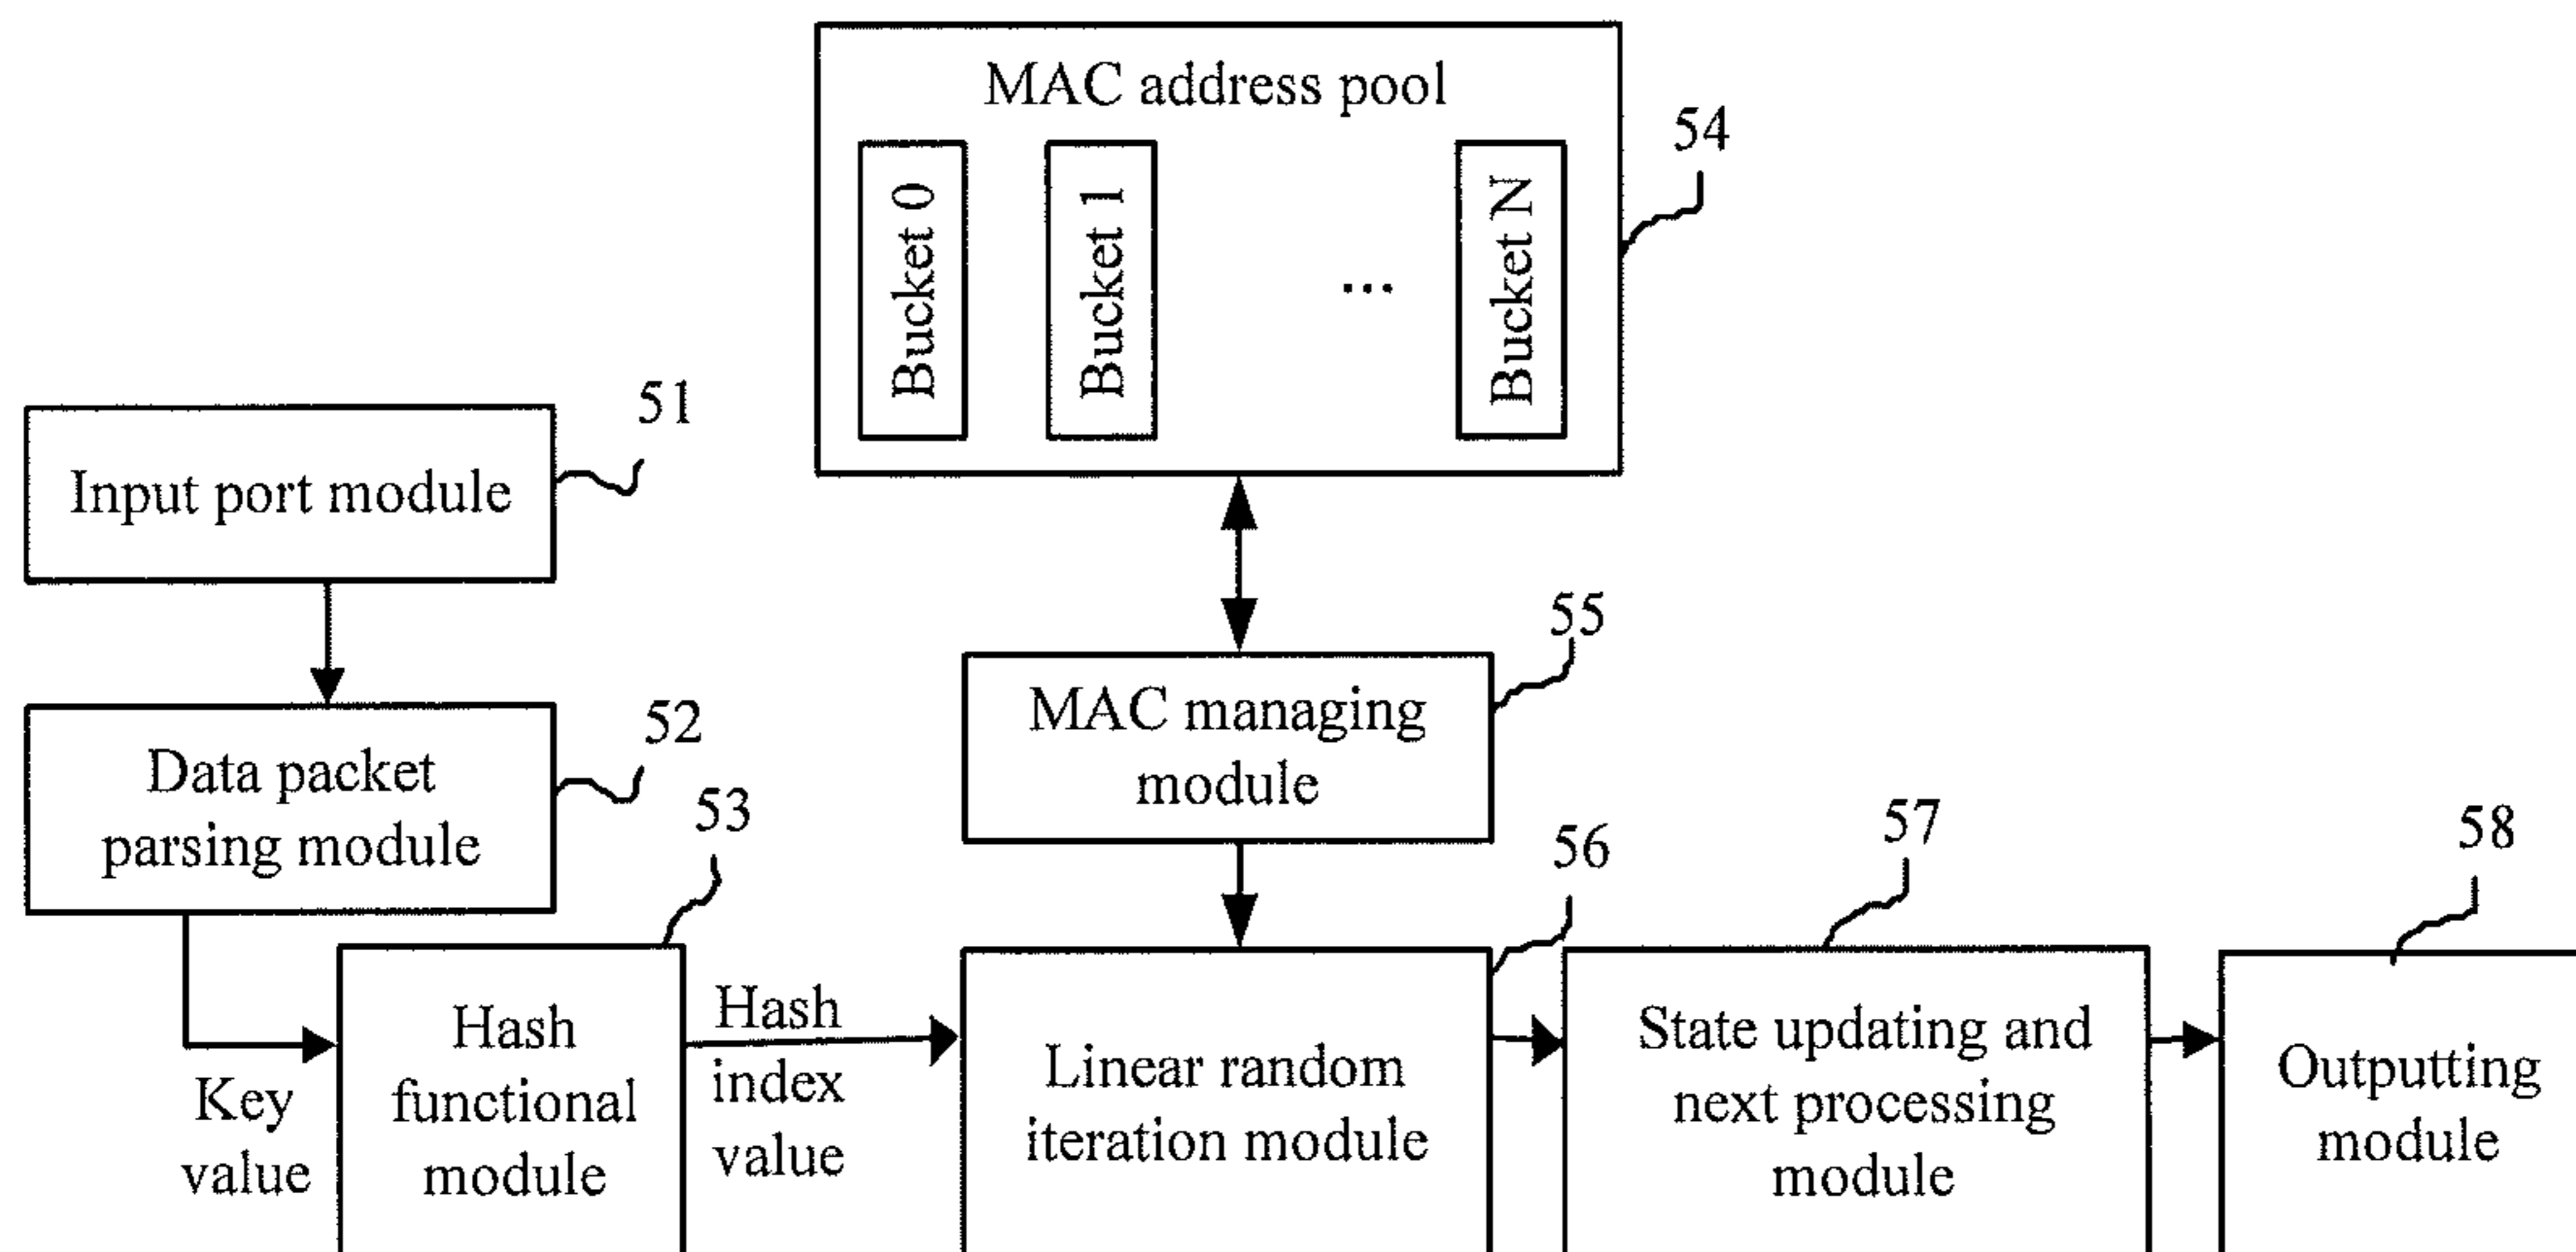 MAC address pool
Bucket 0
Bucket 1
...
Bucket N
54
51
Input port module
55
MAC managing
module
52
Data packet
parsing module
53
56
57
58
Key
value
Hash
functional
module
Hash
index
value
Linear random
iteration module
State updating and
next processing
module
Outputting
module